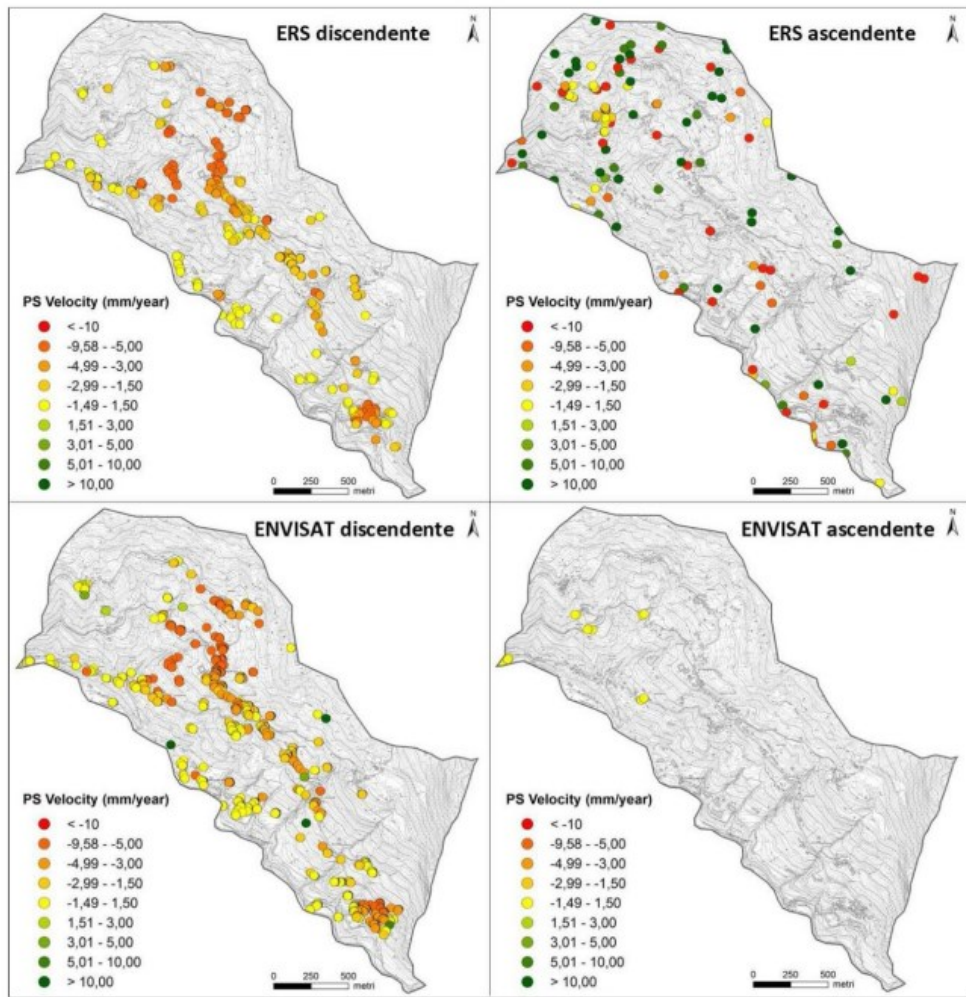 ERS discendente
N
PS Velocity (mm/year)
< -10
-9,58 - -5,00
-4,99 - -3,00
-2,99 - -1,50
-1,49 - 1,50
1,51 - 3,00
3,01 - 5,00
5,01 - 10,00
> 10,00
0 250 500
metri
ERS ascendente
N
PS Velocity (mm/year)
< -10
-9,58 - -5,00
-4,99 - -3,00
-2,99 - -1,50
-1,49 - 1,50
1,51 - 3,00
3,01 - 5,00
5,01 - 10,00
> 10,00
0 250 500
metri
ENVISAT discendente
N
PS Velocity (mm/year)
< -10
-9,58 - -5,00
-4,99 - -3,00
-2,99 - -1,50
-1,49 - 1,50
1,51 - 3,00
3,01 - 5,00
5,01 - 10,00
> 10,00
0 250 500
metri
ENVISAT ascendente
N
PS Velocity (mm/year)
< -10
-9,58 - -5,00
-4,99 - -3,00
-2,99 - -1,50
-1,49 - 1,50
1,51 - 3,00
3,01 - 5,00
5,01 - 10,00
> 10,00
0 250 500
metri